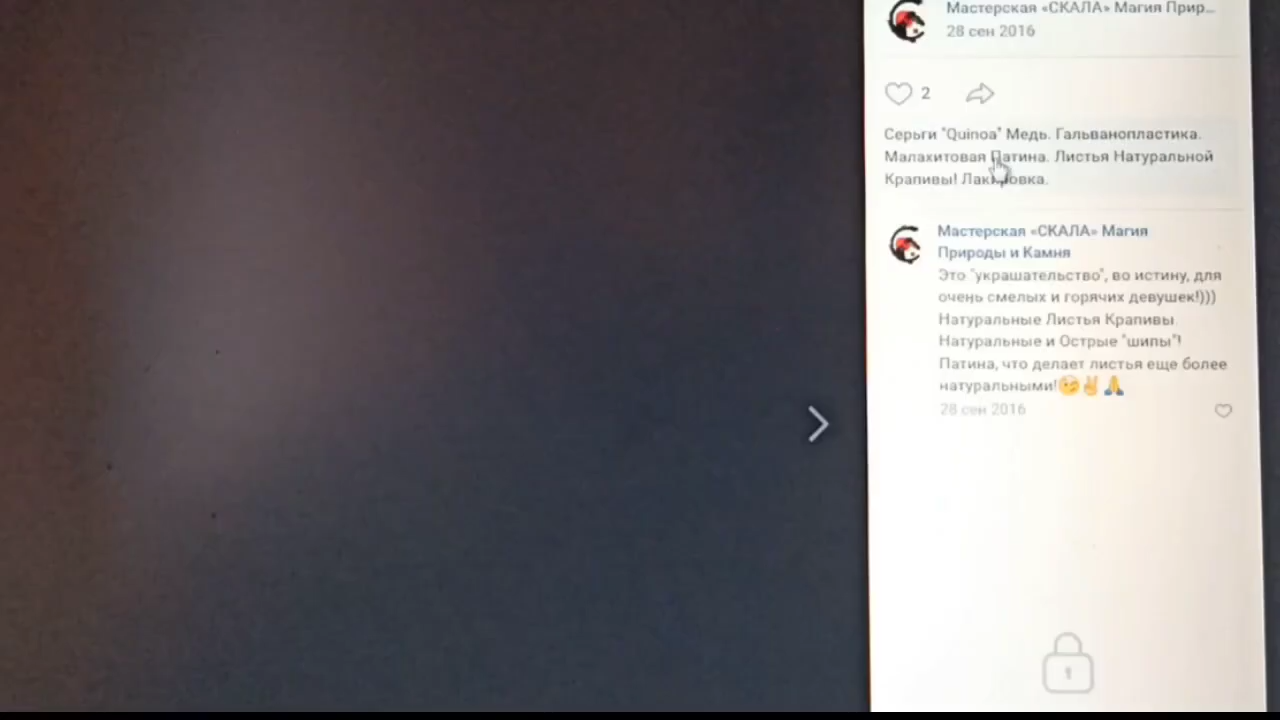 Мастерская «СКАЛА» Магия Прир...
28 сен 2016
2
Серьги "Quinoa" Медь. Гальванопластика.
Малахитовая Патина. Листья Натуральной
Крапивы! Лакировка.
Мастерская «СКАЛА» Магия
Природы и Камня
Это "украшательство", во истину, для
очень смелых и горячих девушек!)))
Натуральные Листья Крапивы.
Натуральные и Острые "шипы"!
Патина, что делает листья еще более
натуральными!🧐✌🙏
28 сен 2016